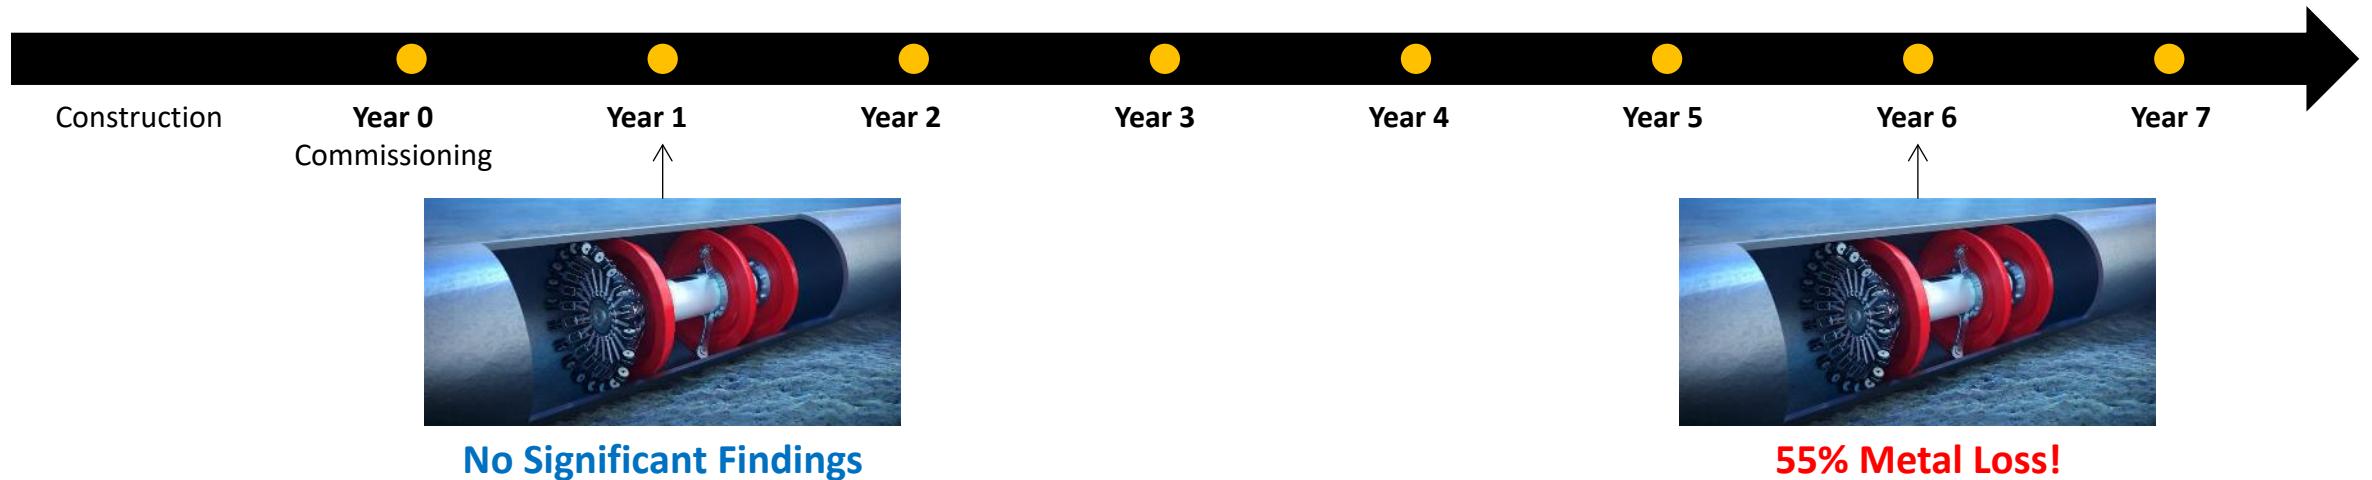 Construction
Year 0
Commissioning
Year 1
Year 2
Year 3
Year 4
Year 5
Year 6
Year 7
No Significant Findings
55% Metal Loss!